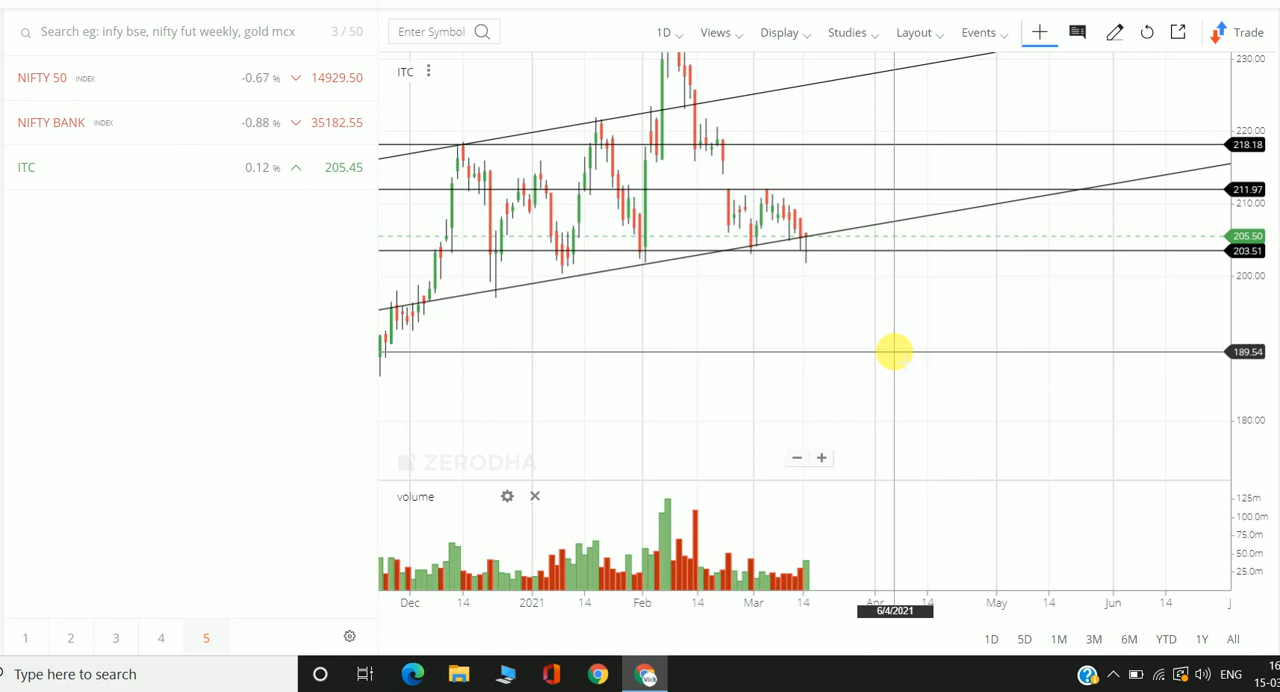 Search eg: infy bse, nifty fut weekly, gold mcx 3 / 50
Enter Symbol 1D Views Display Studies Layout Events Trade
NIFTY 50 INDEX -0.67 % 14929.50
NIFTY BANK INDEX -0.88 % 35182.55
ITC 0.12 % 205.45
ITC
230.00
220.00
218.18
211.97
210.00
205.50
203.51
200.00
189.54
180.00
ZERODHA
volume
125m
100.0m
75.0m
50.0m
25.0m
Dec 14 2021 14 Feb 14 Mar 14 Apr 14 May 14 Jun 14
6/4/2021
1 2 3 4 5
1D 5D 1M 3M 6M YTD 1Y All
Type here to search
ENG